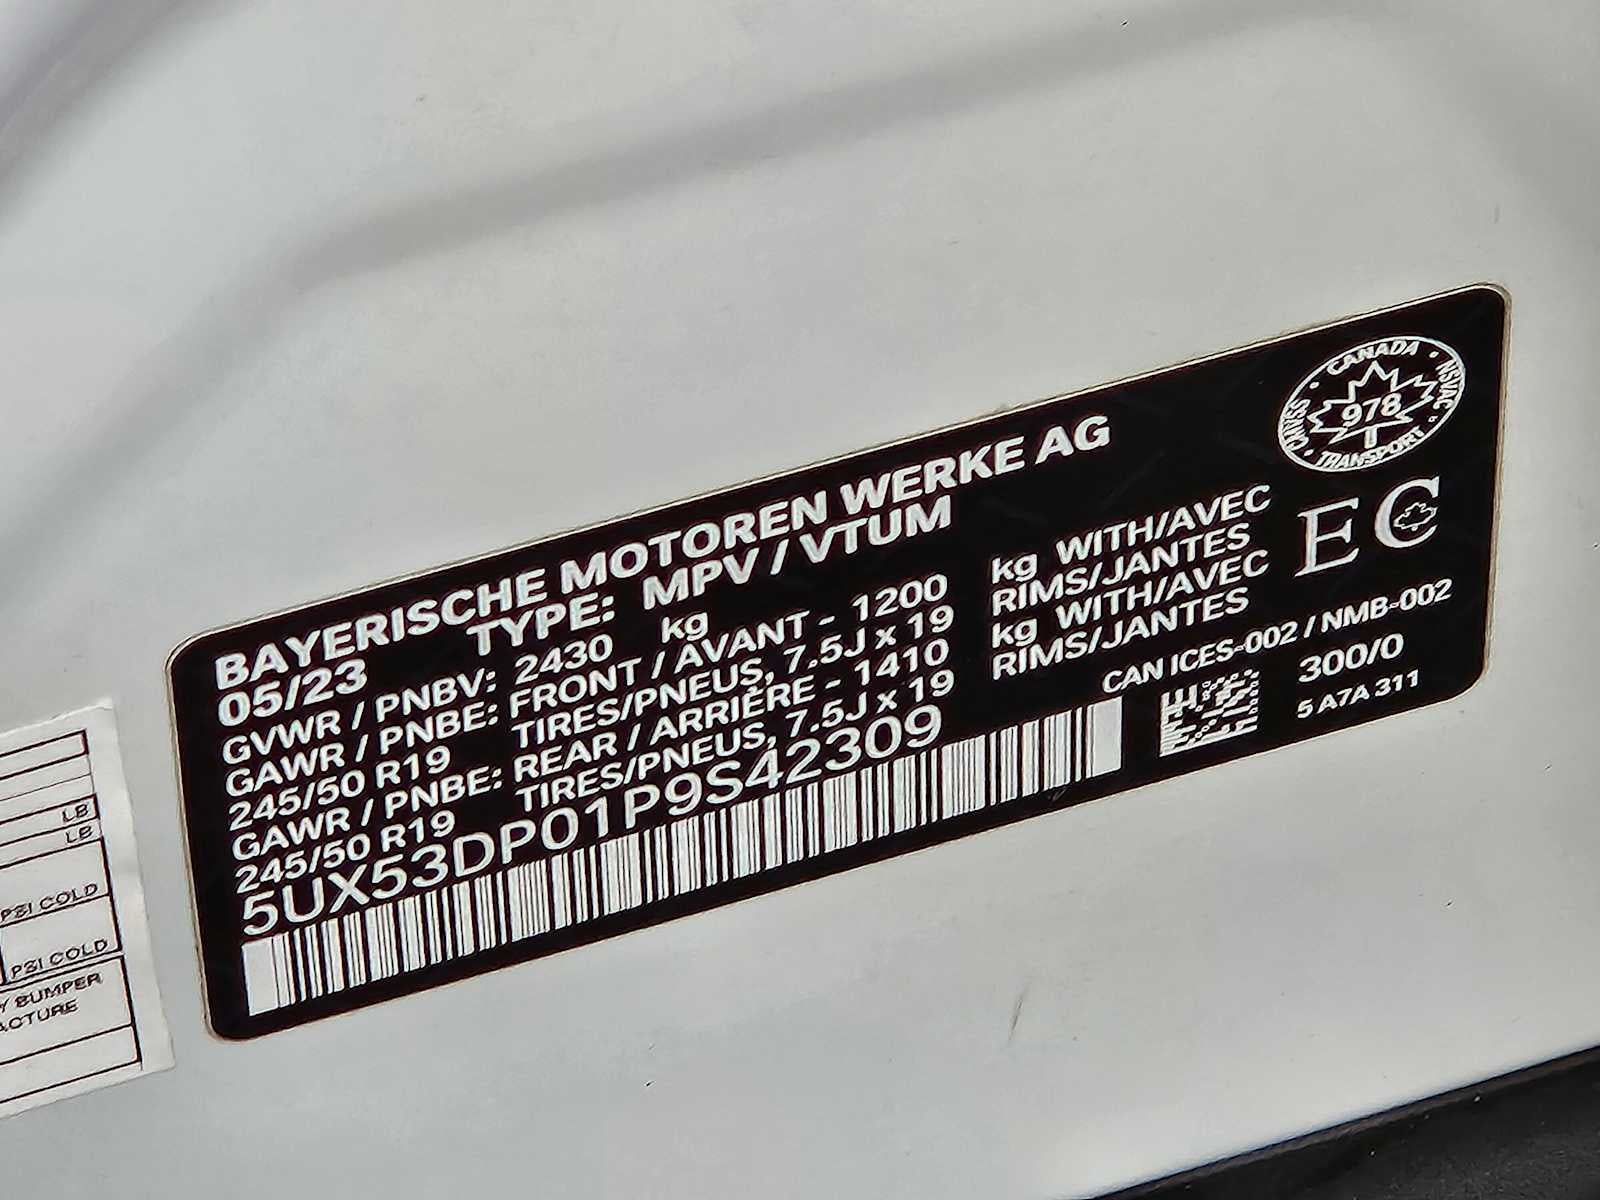 BAYERISCHE MOTOREN WERKE AG
05/23 TYPE: MPV / VTUM
GVWR / PNBV: 2430 kg
GAWR / PNBE: FRONT / AVANT - 1200 kg WITH/AVEC
245/50 R19 TIRES/PNEUS, 7.5J x 19 RIMS/JANTES
GAWR / PNBE: REAR / ARRIÈRE - 1410 kg WITH/AVEC
245/50 R19 TIRES/PNEUS, 7.5J x 19 RIMS/JANTES
5UX53DP01P9S42309
CANADA
NSVAC
978
CMVSS
TRANSPORT
EC
CAN ICES-002 / NMB-002
300/0
5 A7A 311
LB
LB
PSI COLD
PSI COLD
Y BUMPER
ACTURE